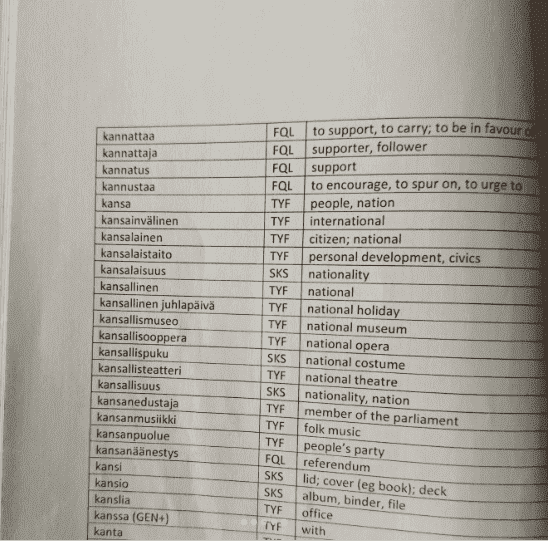 kannattaa FQL to support, to carry; to be in favour
kannattaja FQL supporter, follower
kannatus FQL support
kannustaa FQL to encourage, to spur on, to urge to
kansa TYF people, nation
kansainvälinen TYF international
kansalainen TYF citizen; national
kansalaistaito TYF personal development, civics
kansalaisuus SKS nationality
kansallinen TYF national
kansallinen juhlapäivä TYF national holiday
kansallismuseo TYF national museum
kansallisooppera TYF national opera
kansallispuku SKS national costume
kansallisteatteri TYF national theatre
kansallisuus SKS nationality, nation
kansanedustaja TYF member of the parliament
kansanmusiikki TYF folk music
kansanpuolue TYF people's party
kansanäänestys FQL referendum
kansi SKS lid; cover (eg book); deck
kansio SKS album, binder, file
kanslia TYF office
kanssa (GEN+) TYF with
kanta